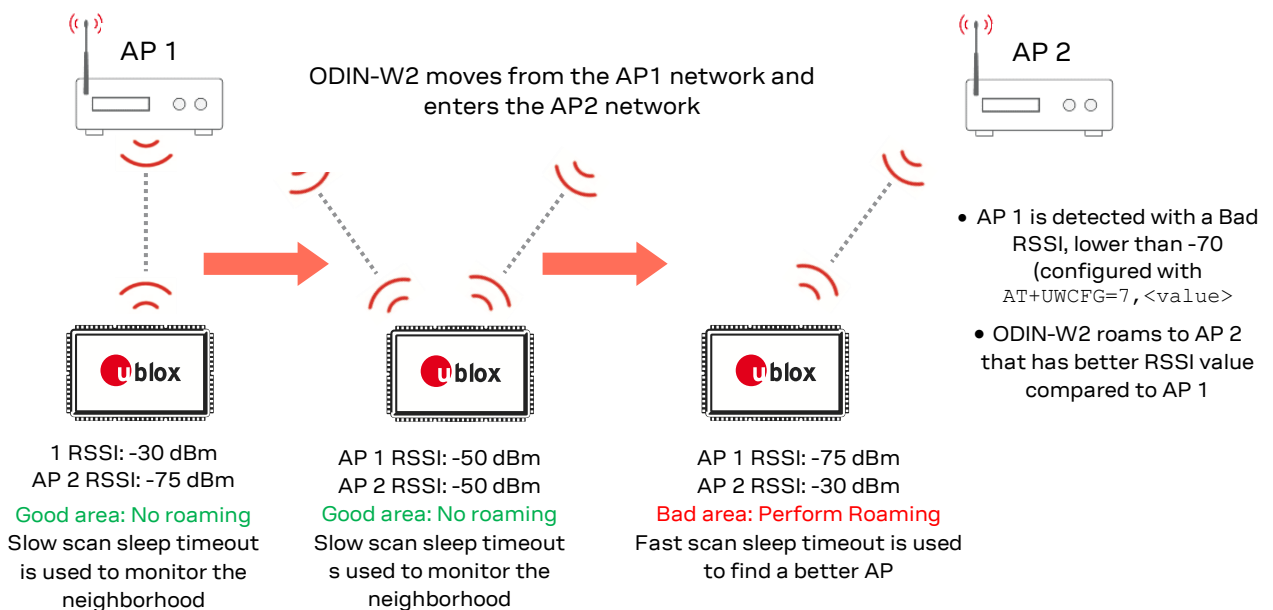 AP 1
AP 2
ODIN-W2 moves from the AP1 network and
enters the AP2 network
• AP 1 is detected with a Bad
RSSI, lower than -70
(configured with
AT+UWCFG=7,<value>
• ODIN-W2 roams to AP 2
that has better RSSI value
compared to AP 1
ublox
ublox
ublox
1 RSSI: -30 dBm
AP 2 RSSI: -75 dBm
Good area: No roaming
Slow scan sleep timeout
is used to monitor the
neighborhood
AP 1 RSSI: -50 dBm
AP 2 RSSI: -50 dBm
Good area: No roaming
Slow scan sleep timeout
s used to monitor the
neighborhood
AP 1 RSSI: -75 dBm
AP 2 RSSI: -30 dBm
Bad area: Perform Roaming
Fast scan sleep timeout is used
to find a better AP